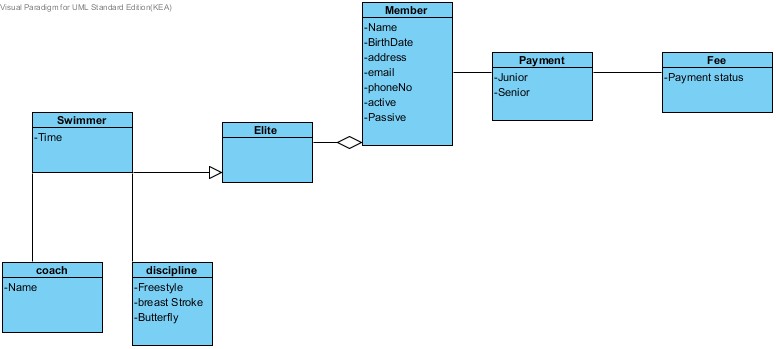 Visual Paradigm for UML Standard Edition(KEA)
Member
-Name
-BirthDate
-address
-email
-phoneNo
-active
-Passive
Payment
-Junior
-Senior
Fee
-Payment status
Swimmer
-Time
Elite
coach
-Name
discipline
-Freestyle
-breast Stroke
-Butterfly